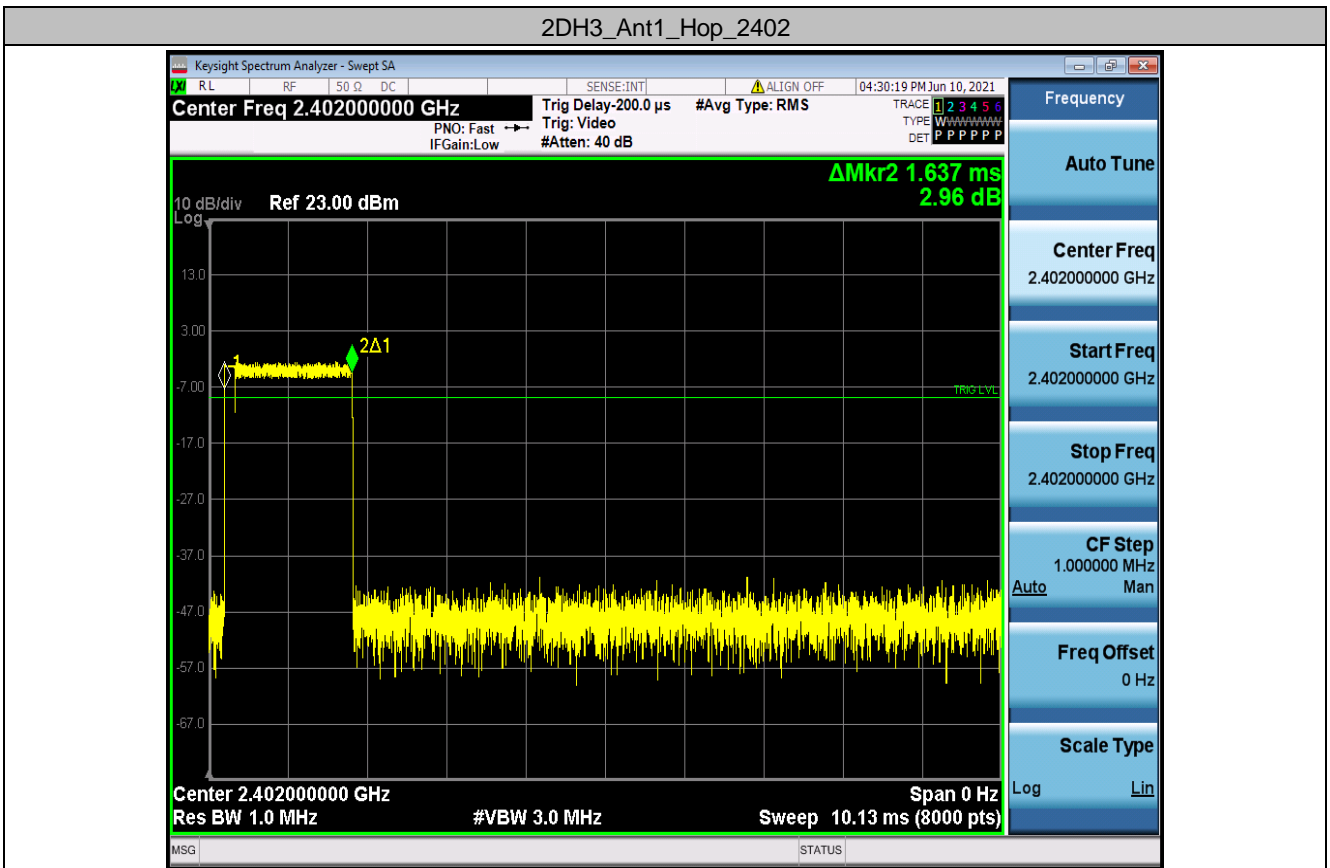 2DH3_Ant1_Hop_2402
Keysight Spectrum Analyzer - Swept SA
LXI RL RF 50 Ω DC SENSE:INT ALIGN OFF 04:30:19 PM Jun 10, 2021
Center Freq 2.402000000 GHz Trig Delay-200.0 µs #Avg Type: RMS TRACE 1 2 3 4 5 6
PNO: Fast Trig: Video TYPE WWWWWW
IFGain:Low #Atten: 40 dB DET P P P P P P
ΔMkr2 1.637 ms
10 dB/div Ref 23.00 dBm 2.96 dB
Log
13.0
3.00
2Δ1
1
-7.00
TRIG LVL
-17.0
-27.0
-37.0
-47.0
-57.0
-67.0
Center 2.402000000 GHz Span 0 Hz
Res BW 1.0 MHz #VBW 3.0 MHz Sweep 10.13 ms (8000 pts)
MSG STATUS
Frequency
Auto Tune
Center Freq
2.402000000 GHz
Start Freq
2.402000000 GHz
Stop Freq
2.402000000 GHz
CF Step
1.000000 MHz
Auto Man
Freq Offset
0 Hz
Scale Type
Log Lin